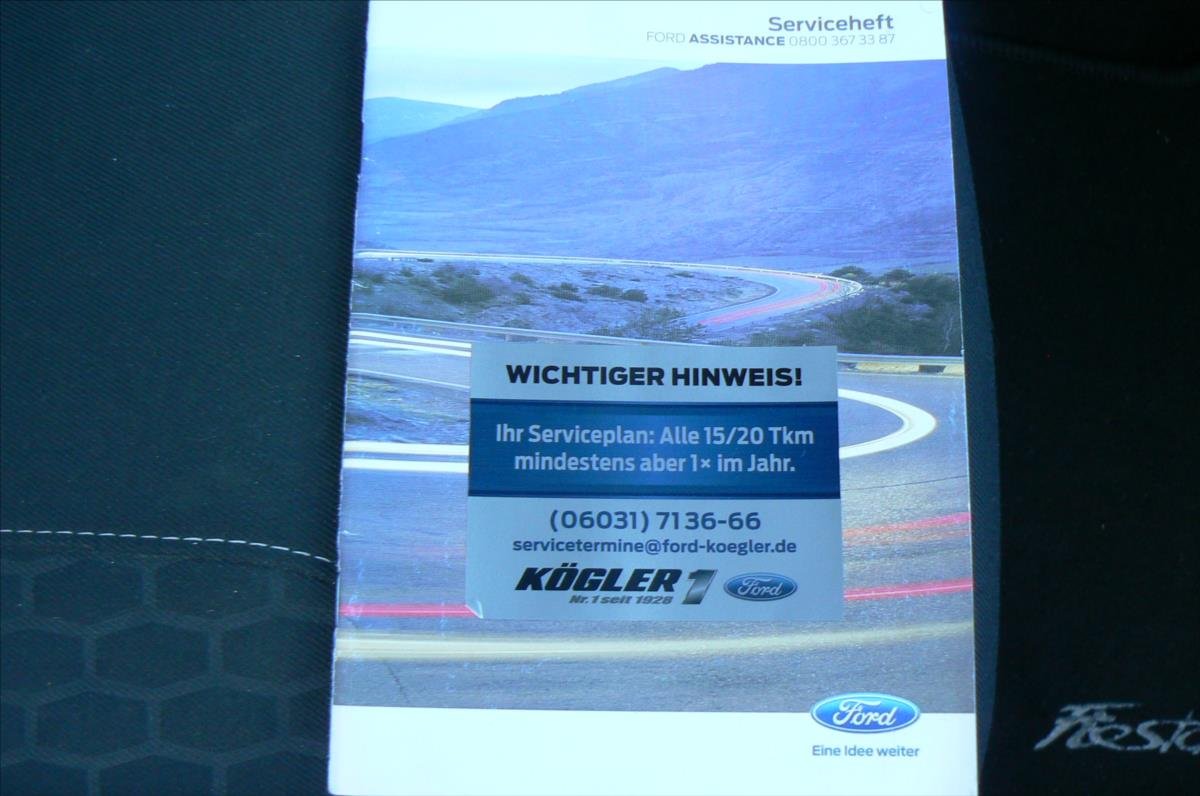 Serviceheft
FORD ASSISTANCE 0800 367 33 87
WICHTIGER HINWEIS!
Ihr Serviceplan: Alle 15/20 Tkm
mindestens aber 1x im Jahr.
(06031) 7136-66
servicetermine@ford-koegler.de
KÖGLER 1 Ford
Nr. 1 seit 1928
Ford
Eine Idee weiter
Fiesta